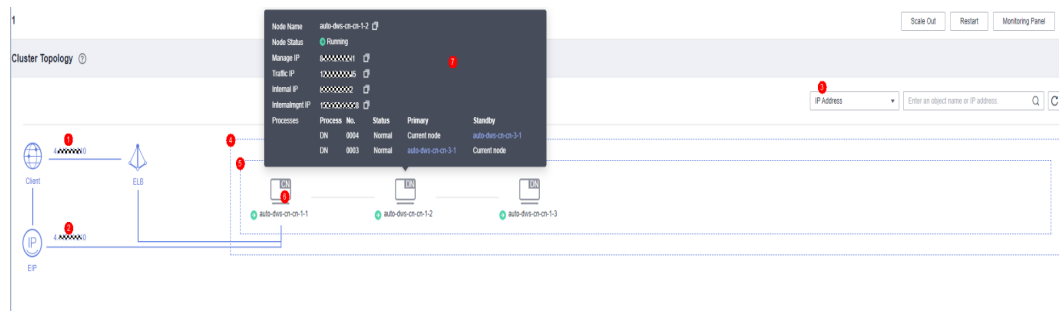 1
Scale Out Restart Monitoring Panel
Cluster Topology ?
Node Name auto-dws-cn-cn-1-2
Node Status Running
Manage IP
Traffic IP
Internal IP
Internalmgnt IP
Processes Process No. Status Primary Standby
DN 0004 Normal Current node auto-dws-cn-cn-3-1
DN 0003 Normal auto-dws-cn-cn-3-1 Current node
7
3
IP Address Enter an object name or IP address.
1
Client
ELB
2
IP
EIP
4
5
CN
6
DN
DN
auto-dws-cn-cn-1-1 auto-dws-cn-cn-1-2 auto-dws-cn-cn-1-3